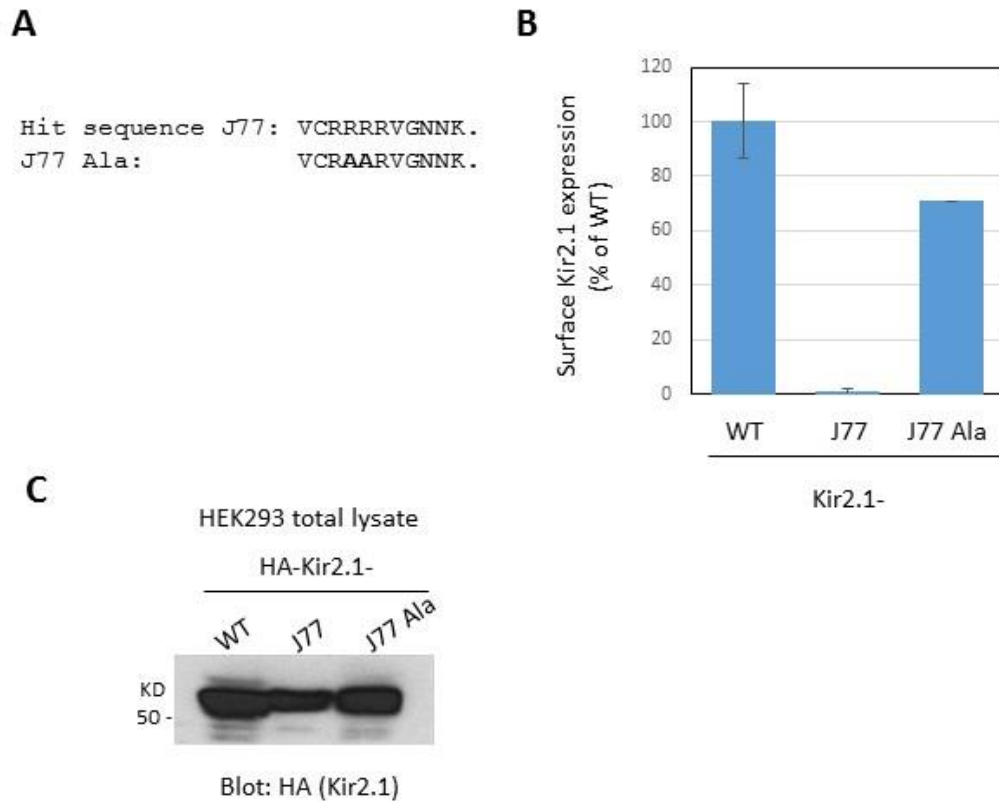 A
Hit sequence J77: VCRRRRVGNNK.
J77 Ala: VCRAARVGNNK.
B
Surface Kir2.1 expression
(% of WT)
120
100
80
60
40
20
0
WT J77 J77 Ala
Kir2.1-
C
HEK293 total lysate
HA-Kir2.1-
WT J77 J77 Ala
KD
50 -
Blot: HA (Kir2.1)